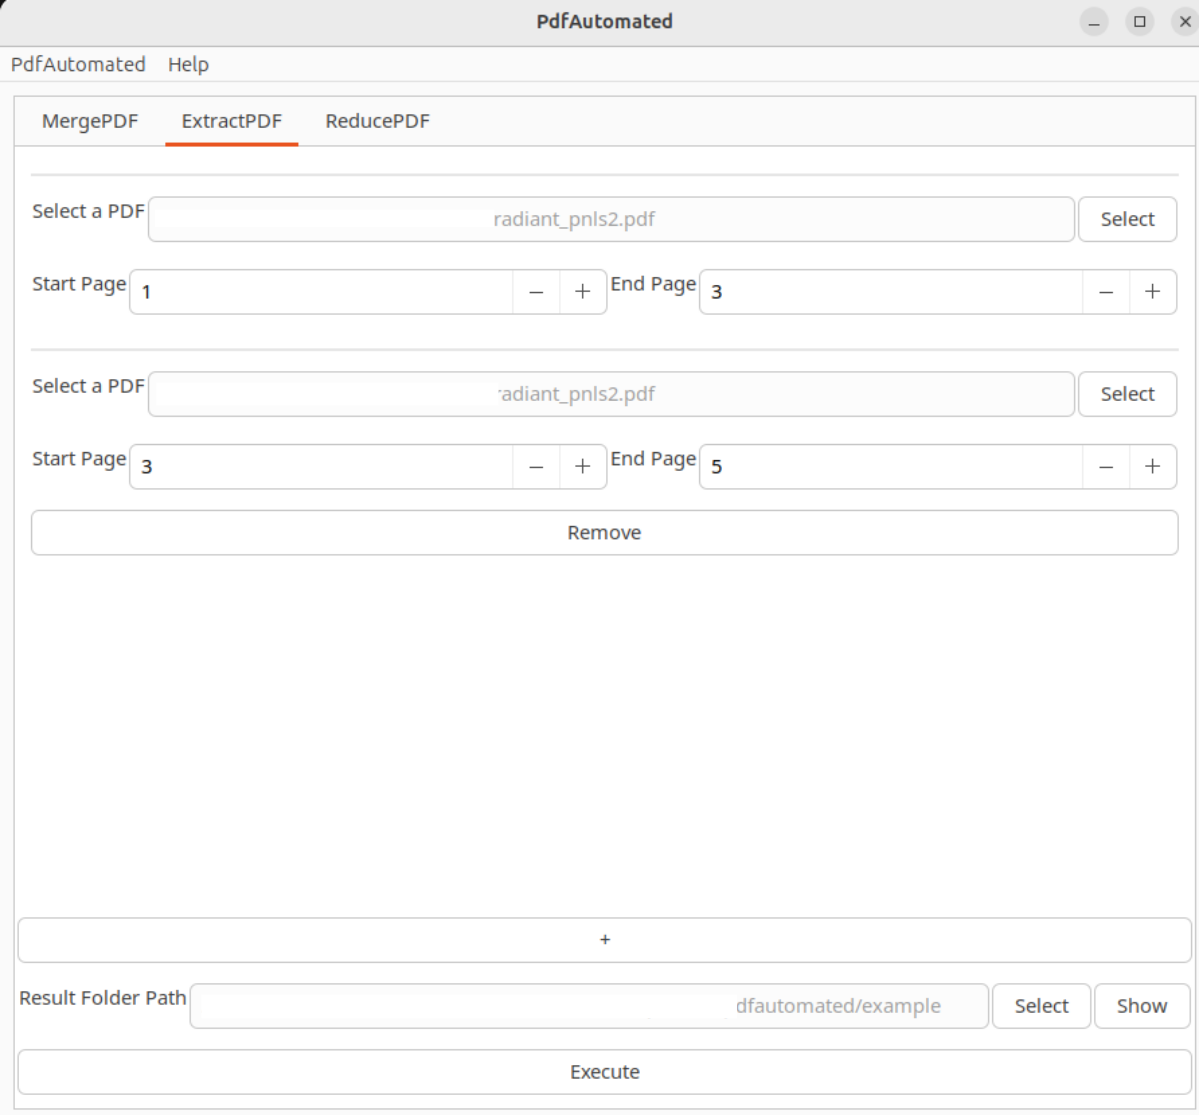 PdfAutomated
PdfAutomated Help
MergePDF ExtractPDF ReducePDF
Select a PDF radiant_pnls2.pdf Select
Start Page 1 − + End Page 3 − +
Select a PDF radiant_pnls2.pdf Select
Start Page 3 − + End Page 5 − +
Remove
+
Result Folder Path dfautomated/example Select Show
Execute